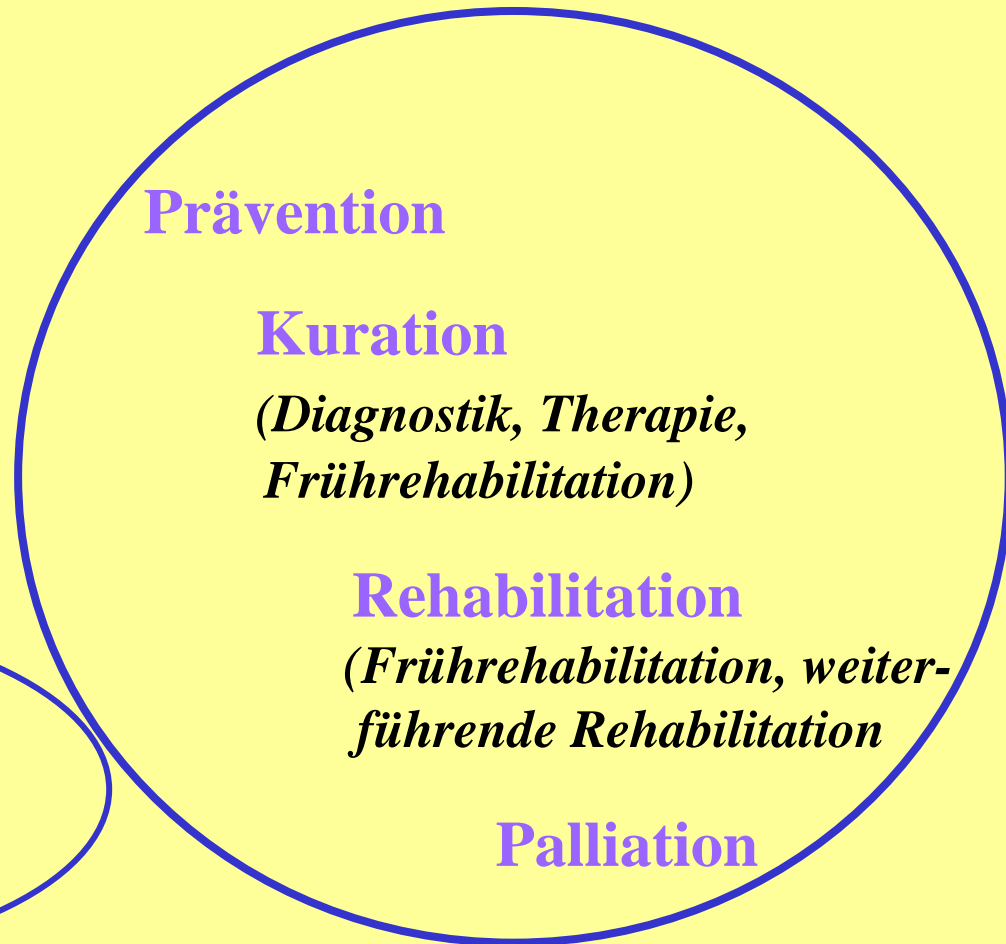 Prävention
Kuration
(Diagnostik, Therapie,
Frührehabilitation)
Rehabilitation
(Frührehabilitation, weiter-
führende Rehabilitation
Palliation